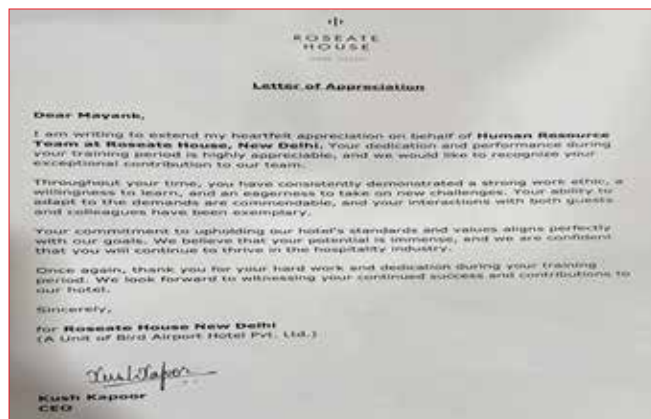 ROSEATE
HOUSE
NEW DELHI
Letter of Appreciation
Dear Mayank,
I am writing to extend my heartfelt appreciation on behalf of Human Resource
Team at Roseate House, New Delhi. Your dedication and performance during
your training period is highly appreciable, and we would like to recognize your
exceptional contribution to our team.
Throughout your time, you have consistently demonstrated a strong work ethic, a
willingness to learn, and an eagerness to take on new challenges. Your ability to
adapt to the demands are commendable, and your interactions with both guests
and colleagues have been exemplary.
Your commitment to upholding our hotel's standards and values aligns perfectly
with our goals. We believe that your potential is immense, and we are confident
that you will continue to thrive in the hospitality industry.
Once again, thank you for your hard work and dedication during your training
period. We look forward to witnessing your continued success and contributions to
our hotel.
Sincerely,
for Roseate House New Delhi
(A Unit of Bird Airport Hotel Pvt. Ltd.)
Kush Kapoor
Kush Kapoor
CEO